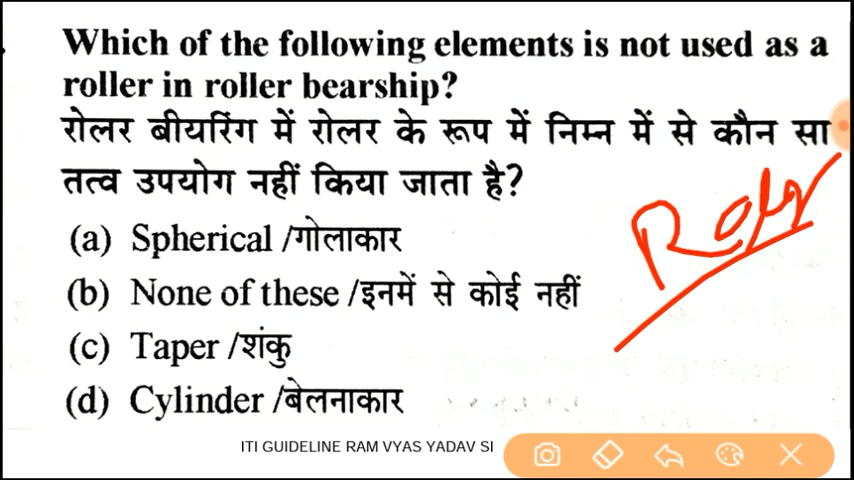 Which of the following elements is not used as a
roller in roller bearship?
रोलर बीयरिंग में रोलर के रूप में निम्न में से कौन सा
तत्व उपयोग नहीं किया जाता है?
(a) Spherical /गोलाकार
(b) None of these /इनमें से कोई नहीं
(c) Taper /शंकु
(d) Cylinder /बेलनाकार
ITI GUIDELINE RAM VYAS YADAV SI